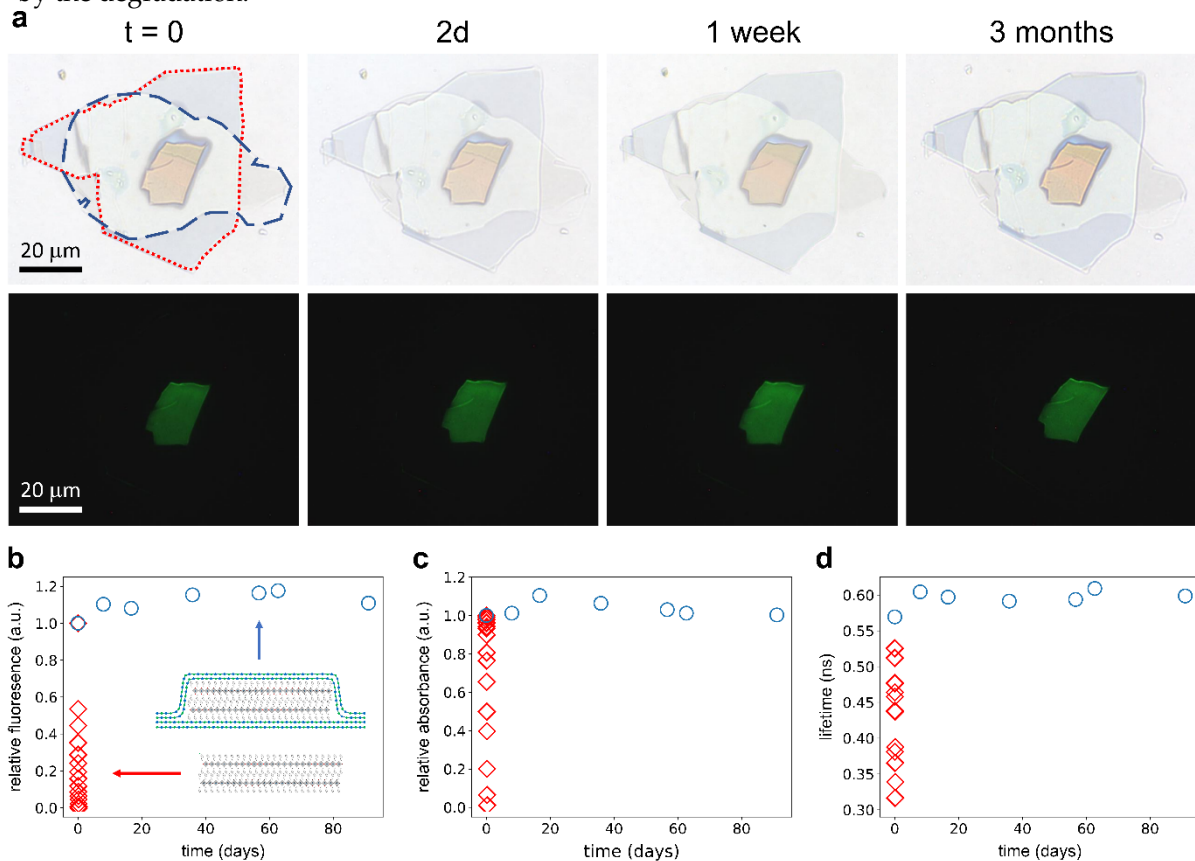 by the degradation.
a
t = 0 2d 1 week 3 months
20 μm
20 μm
b c d
relative fluoresence (a.u.)
1.2
1.0
0.8
0.6
0.4
0.2
0.0
0 20 40 60 80
time (days)
relative absorbance (a.u.)
1.2
1.0
0.8
0.6
0.4
0.2
0.0
0 20 40 60 80
time (days)
lifetime (ns)
0.60
0.55
0.50
0.45
0.40
0.35
0.30
0 20 40 60 80
time (days)